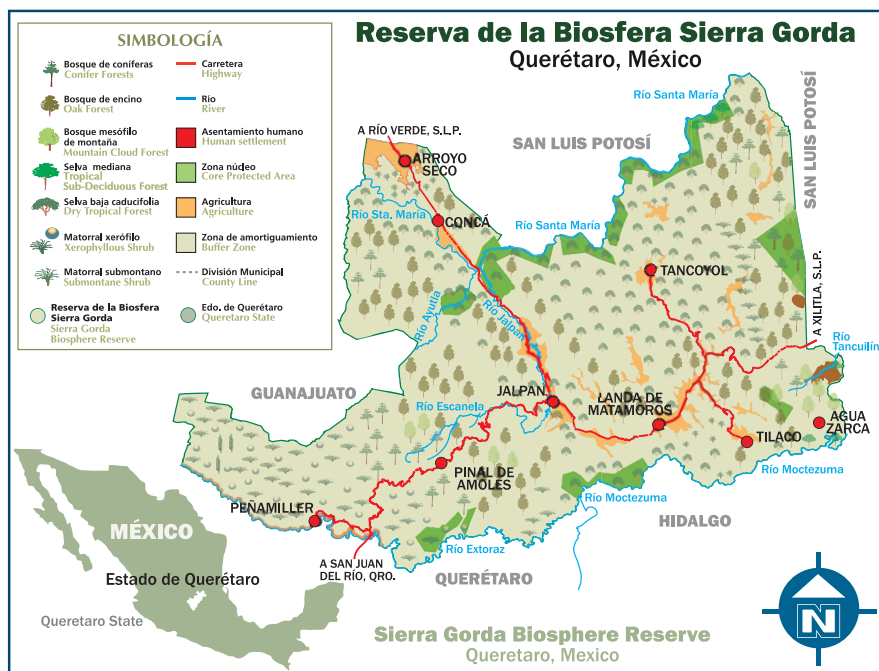 Reserva de la Biosfera Sierra Gorda
Querétaro, México
SIMBOLOGÍA
Bosque de coníferas
Conifer Forests
Bosque de encino
Oak Forest
Bosque mesófilo
de montaña
Mountain Cloud Forest
Selva mediana
Tropical
Sub-Deciduous Forest
Selva baja caducifolia
Dry Tropical Forest
Matorral xerófilo
Xerophyllous Shrub
Matorral submontano
Submontane Shrub
Reserva de la Biosfera
Sierra Gorda
Sierra Gorda
Biosphere Reserve
Carretera
Highway
Río
River
Asentamiento humano
Human settlement
Zona núcleo
Core Protected Area
Agricultura
Agriculture
Zona de amortiguamiento
Buffer Zone
División Municipal
County Line
Edo. de Querétaro
Queretaro State
A RÍO VERDE, S.L.P.
ARROYO
SECO
SAN LUIS POTOSÍ
Río Santa María
SAN LUIS POTOSÍ
Río Sta. María
CONCÁ
Río Santa María
TANCOYOL
Río Ayutla
Río Jalpan
A XILITLA, S.L.P.
Río
Tanculín
GUANAJUATO
JALPAN
LANDA DE
MATAMOROS
Río Escanela
AGUA
ZARCA
TILACO
PINAL DE
AMOLES
Río Moctezuma
Río Moctezuma
PEÑAMILLER
HIDALGO
Río Extoraz
A SAN JUAN
DEL RÍO, QRO.
QUERÉTARO
MÉXICO
Estado de Querétaro
Queretaro State
Sierra Gorda Biosphere Reserve
Queretaro, Mexico
N